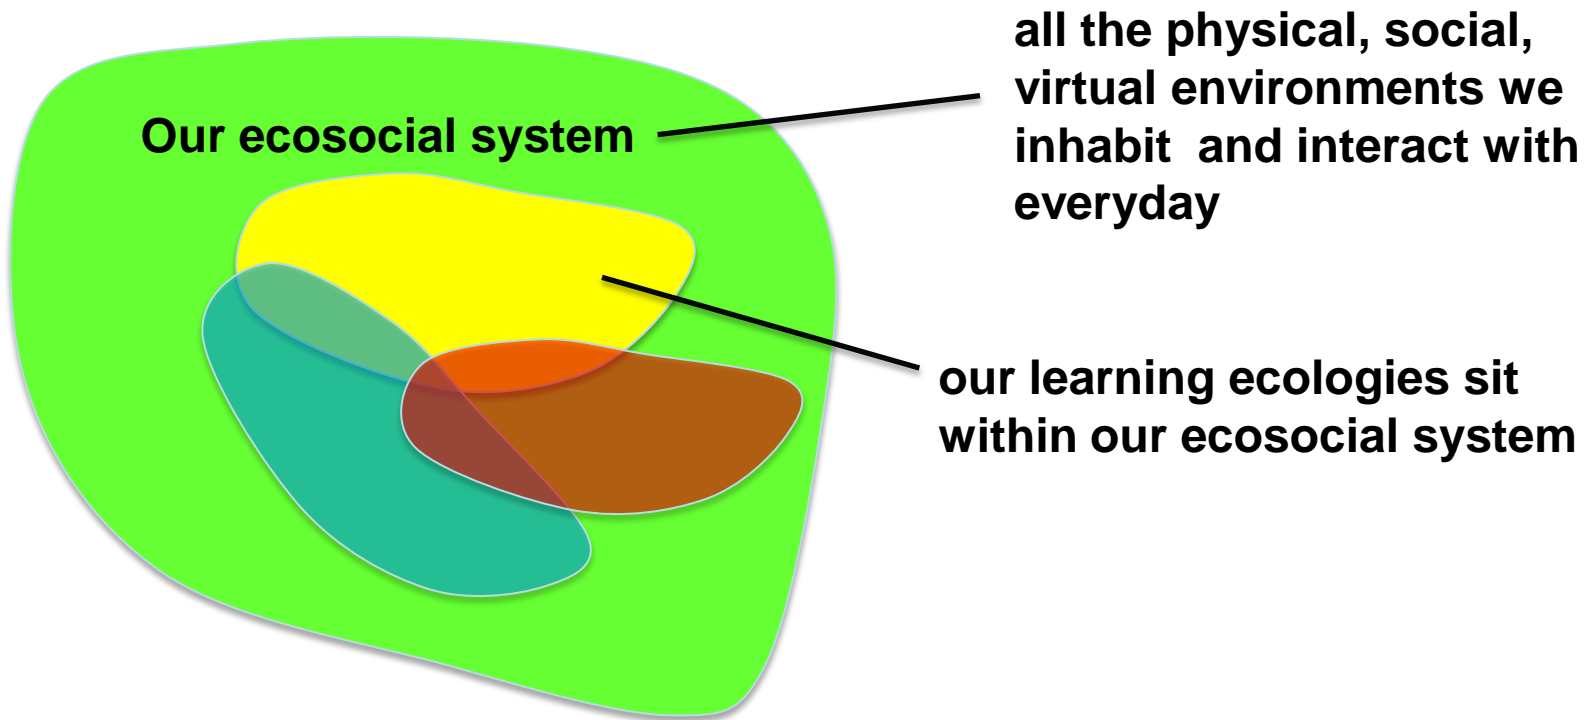 all the physical, social,
virtual environments we
inhabit  and interact with
everyday
Our ecosocial system
our learning ecologies sit
within our ecosocial system